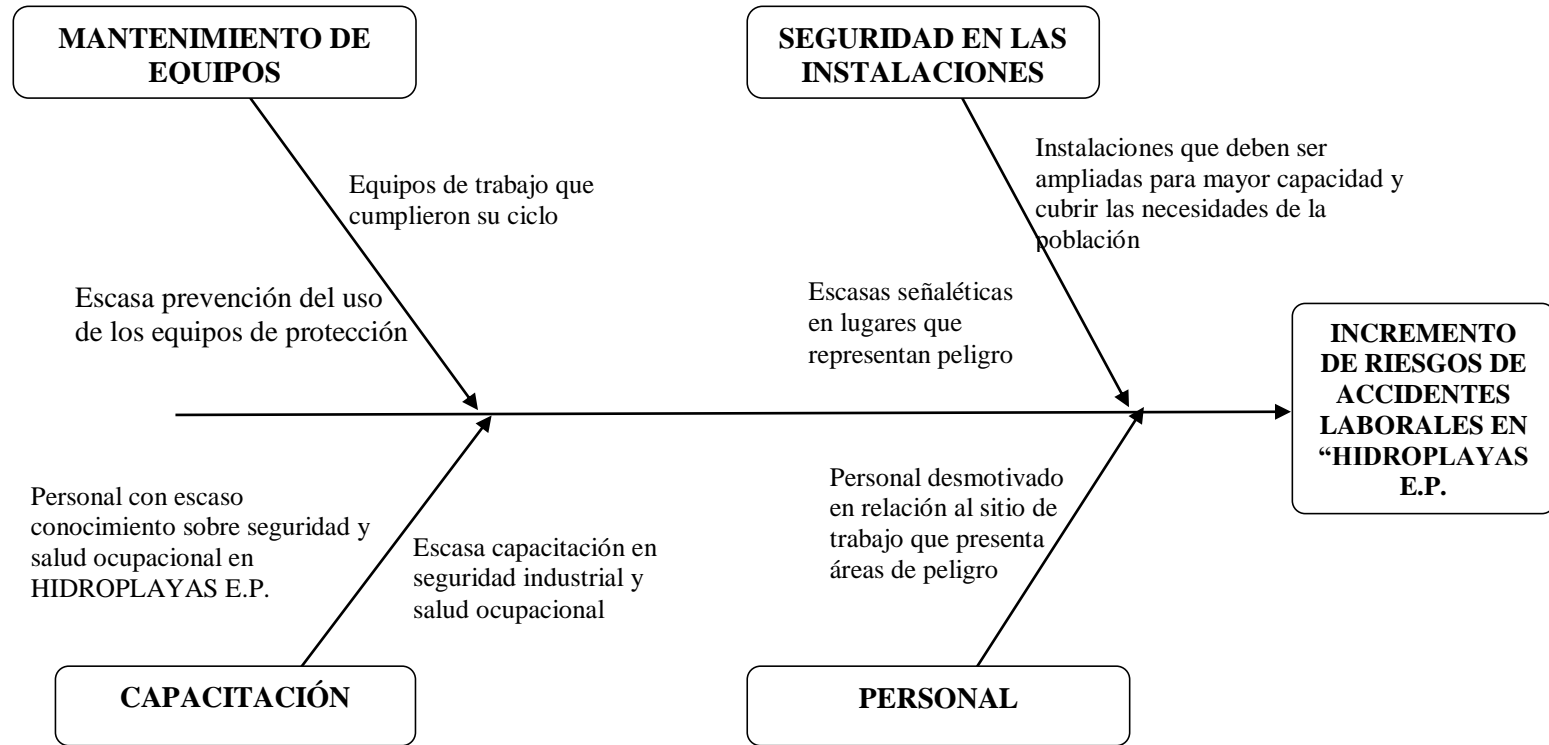 MANTENIMIENTO DE
EQUIPOS
SEGURIDAD EN LAS
INSTALACIONES
Equipos de trabajo que
cumplieron su ciclo
Instalaciones que deben ser
ampliadas para mayor capacidad y
cubrir las necesidades de la
población
Escasa prevención del uso
de los equipos de protección
Escasas señaléticas
en lugares que
representan peligro
INCREMENTO
DE RIESGOS DE
ACCIDENTES
LABORALES EN
“HIDROPLAYAS
E.P.
Personal con escaso
conocimiento sobre seguridad y
salud ocupacional en
HIDROPLAYAS E.P.
Escasa capacitación en
seguridad industrial y
salud ocupacional
Personal desmotivado
en relación al sitio de
trabajo que presenta
áreas de peligro
CAPACITACIÓN
PERSONAL